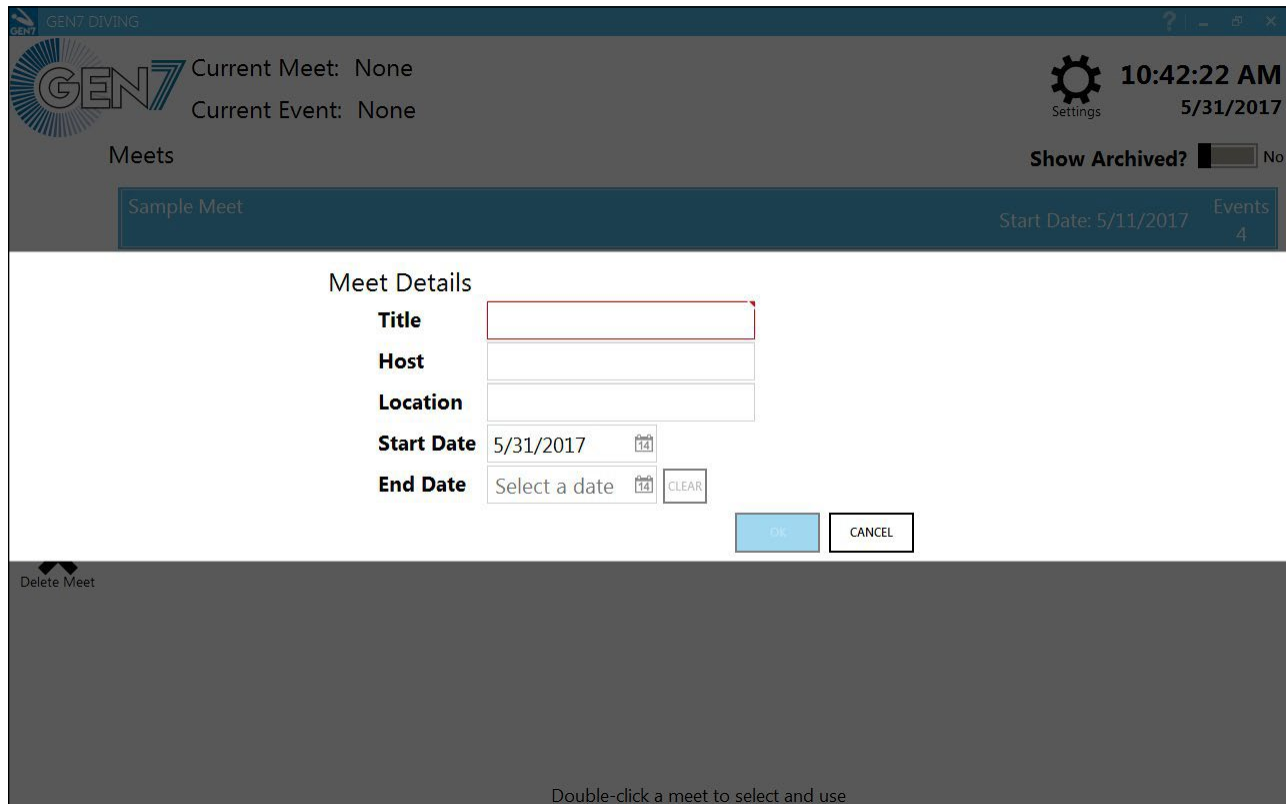 GEN7 GEN7 DIVING ?
GEN7
Current Meet: None
Current Event: None
Settings
10:42:22 AM
5/31/2017
Meets
Show Archived? No
Sample Meet
Start Date: 5/11/2017
Events
4
Meet Details
Title
Host
Location
Start Date 5/31/2017 14
End Date Select a date 14 CLEAR
OK CANCEL
Delete Meet
Double-click a meet to select and use